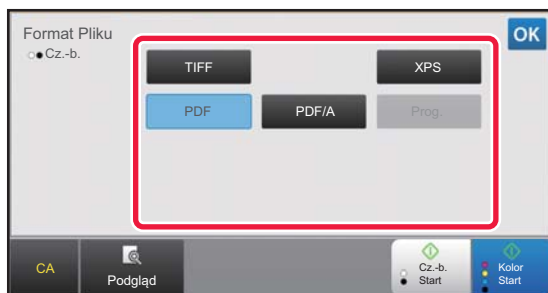 Format Pliku
OK
Cz.-b.
TIFF
XPS
PDF
PDF/A
Prog.
CA
Podgląd
Cz.-b.
Start
Kolor
Start